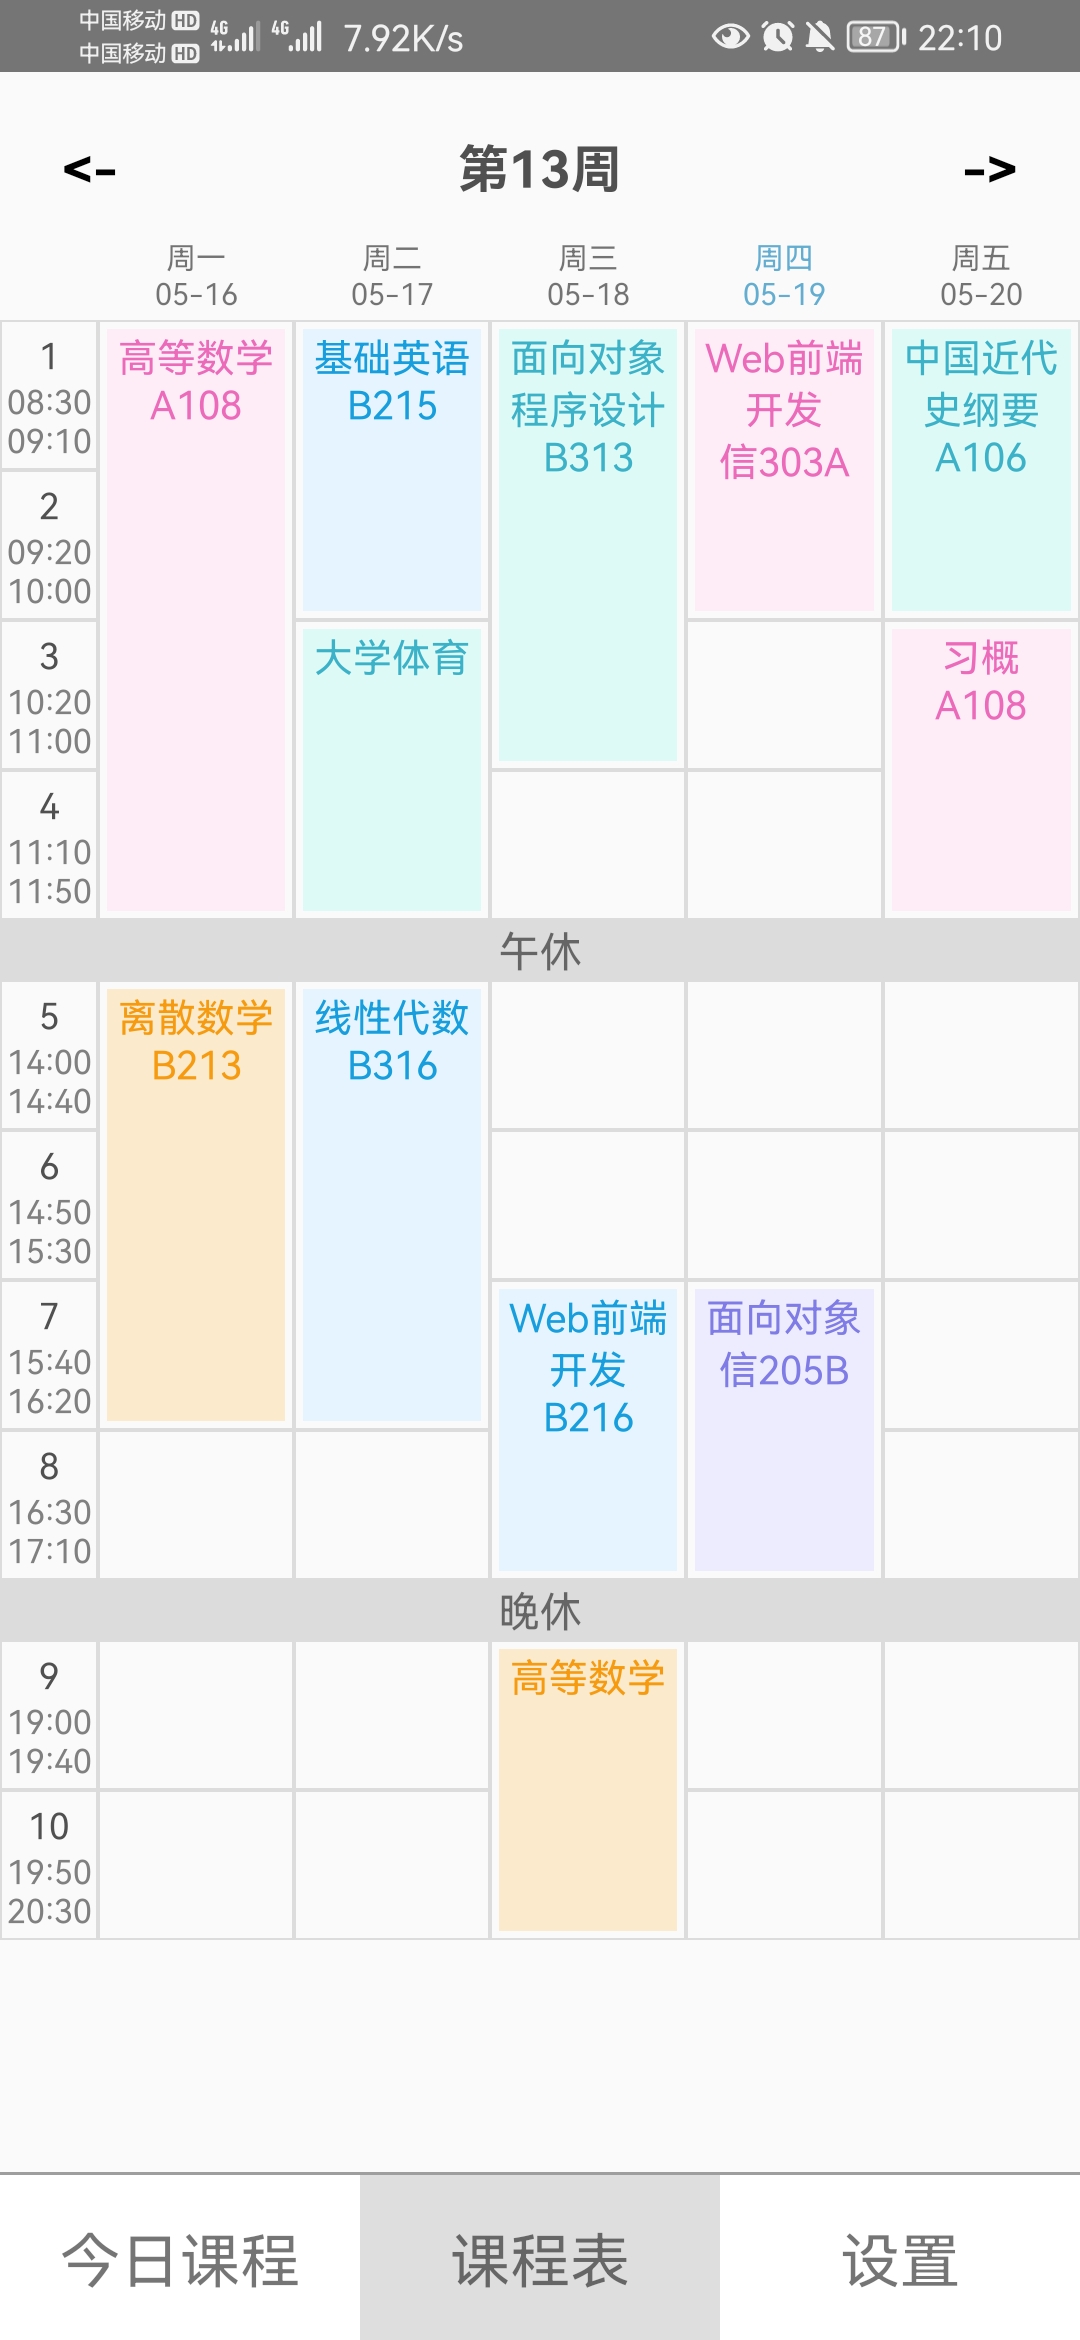 中国移动 HD 4G 4G 7.92K/s 87 22:10
中国移动 HD
<- 第13周 ->
周一 周二 周三 周四 周五
05-16 05-17 05-18 05-19 05-20
1
08:30
09:10
2
09:20
10:00
3
10:20
11:00
4
11:10
11:50
高等数学
A108
基础英语
B215
大学体育
面向对象
程序设计
B313
Web前端
开发
信303A
中国近代
史纲要
A106
习概
A108
午休
5
14:00
14:40
6
14:50
15:30
7
15:40
16:20
8
16:30
17:10
离散数学
B213
线性代数
B316
Web前端
开发
B216
面向对象
信205B
晚休
9
19:00
19:40
10
19:50
20:30
高等数学
今日课程 课程表 设置